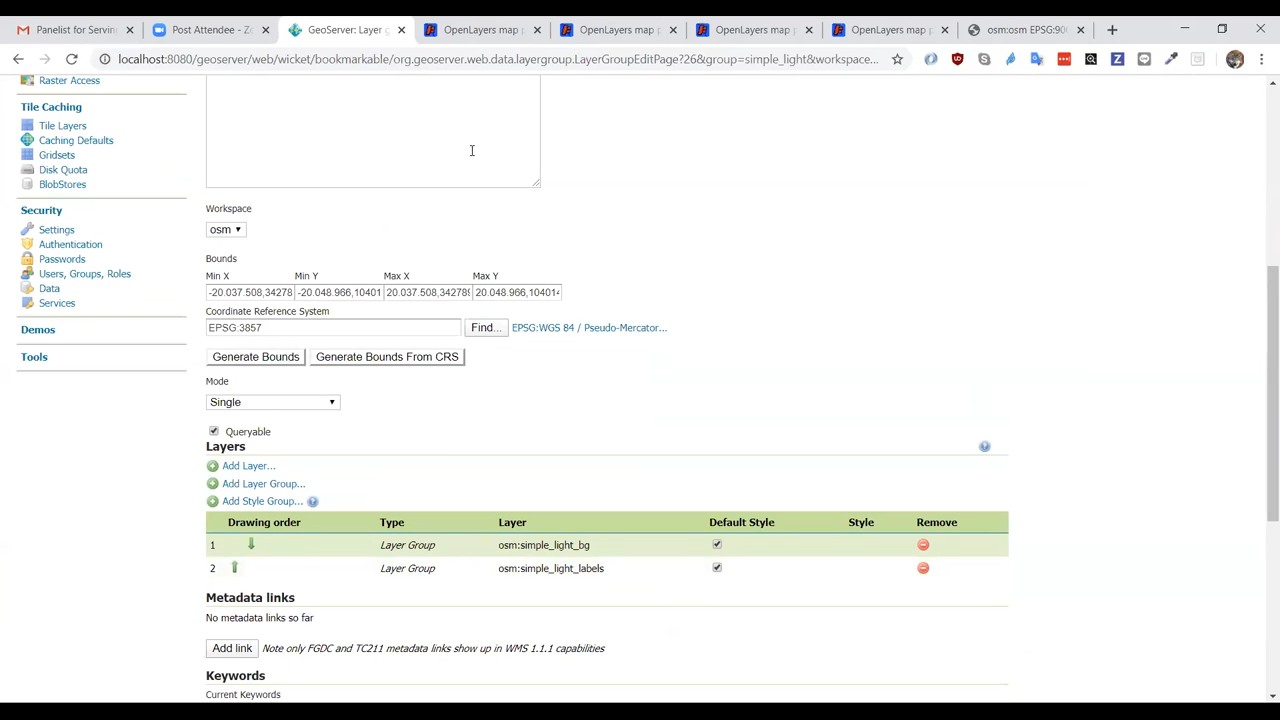 Panelist for Serving
Post Attendee - Z
GeoServer: Layer g
OpenLayers map p
OpenLayers map p
OpenLayers map p
OpenLayers map p
osm:osm EPSG:90
localhost:8080/geoserver/web/wicket/bookmarkable/org.geoserver.web.data.layergroup.LayerGroupEditPage?26&group=simple_light&workspace...
Raster Access
Tile Caching
Tile Layers
Caching Defaults
Gridsets
Disk Quota
BlobStores
Security
Settings
Authentication
Passwords
Users, Groups, Roles
Data
Services
Demos
Tools
Workspace
osm
Bounds
Min X Min Y Max X Max Y
-20.037.508,34278 -20.048.966,10401 20.037.508,34278 20.048.966,10401
Coordinate Reference System
EPSG:3857 Find... EPSG:WGS 84 / Pseudo-Mercator...
Generate Bounds Generate Bounds From CRS
Mode
Single
Queryable
Layers
Add Layer...
Add Layer Group...
Add Style Group...
Drawing order Type Layer Default Style Style Remove
1 Layer Group osm:simple_light_bg
2 Layer Group osm:simple_light_labels
Metadata links
No metadata links so far
Add link Note only FGDC and TC211 metadata links show up in WMS 1.1.1 capabilities
Keywords
Current Keywords